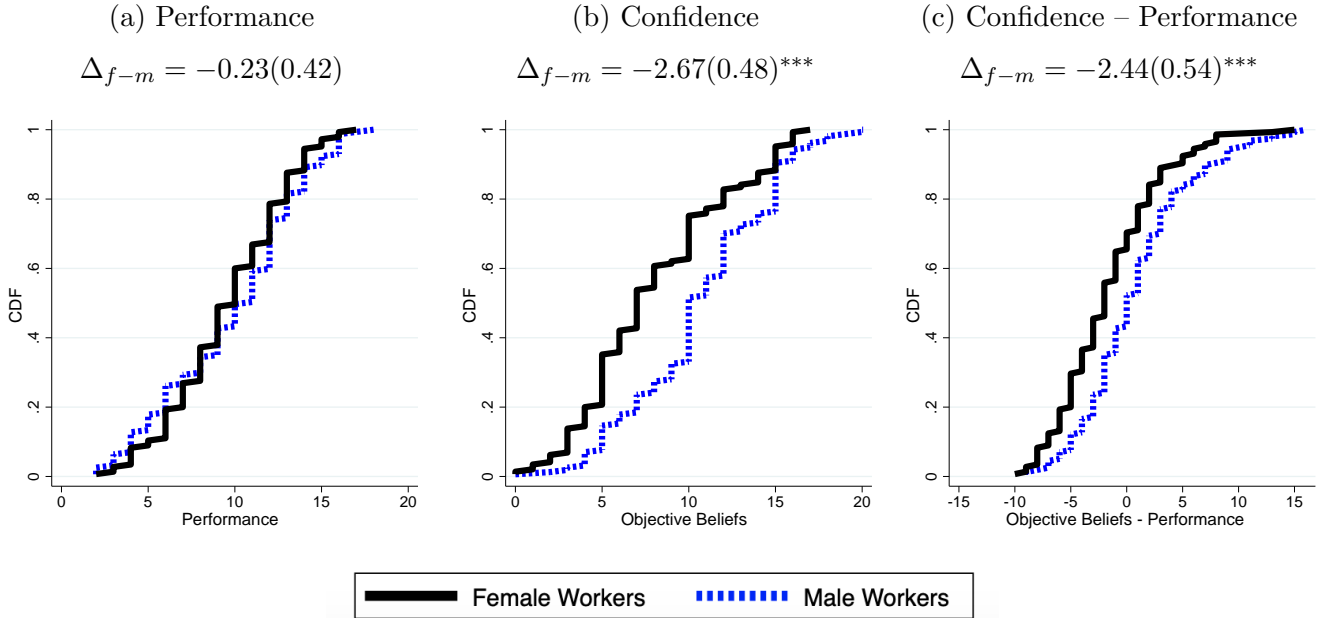 (a) Performance
Δf−m = −0.23(0.42)
CDF
0
.2
.4
.6
.8
1
0 5 10 15 20
Performance
(b) Confidence
Δf−m = −2.67(0.48)***
CDF
0
.2
.4
.6
.8
1
0 5 10 15 20
Objective Beliefs
(c) Confidence – Performance
Δf−m = −2.44(0.54)***
CDF
0
.2
.4
.6
.8
1
-15 -10 -5 0 5 10 15
Objective Beliefs - Performance
Female Workers
Male Workers